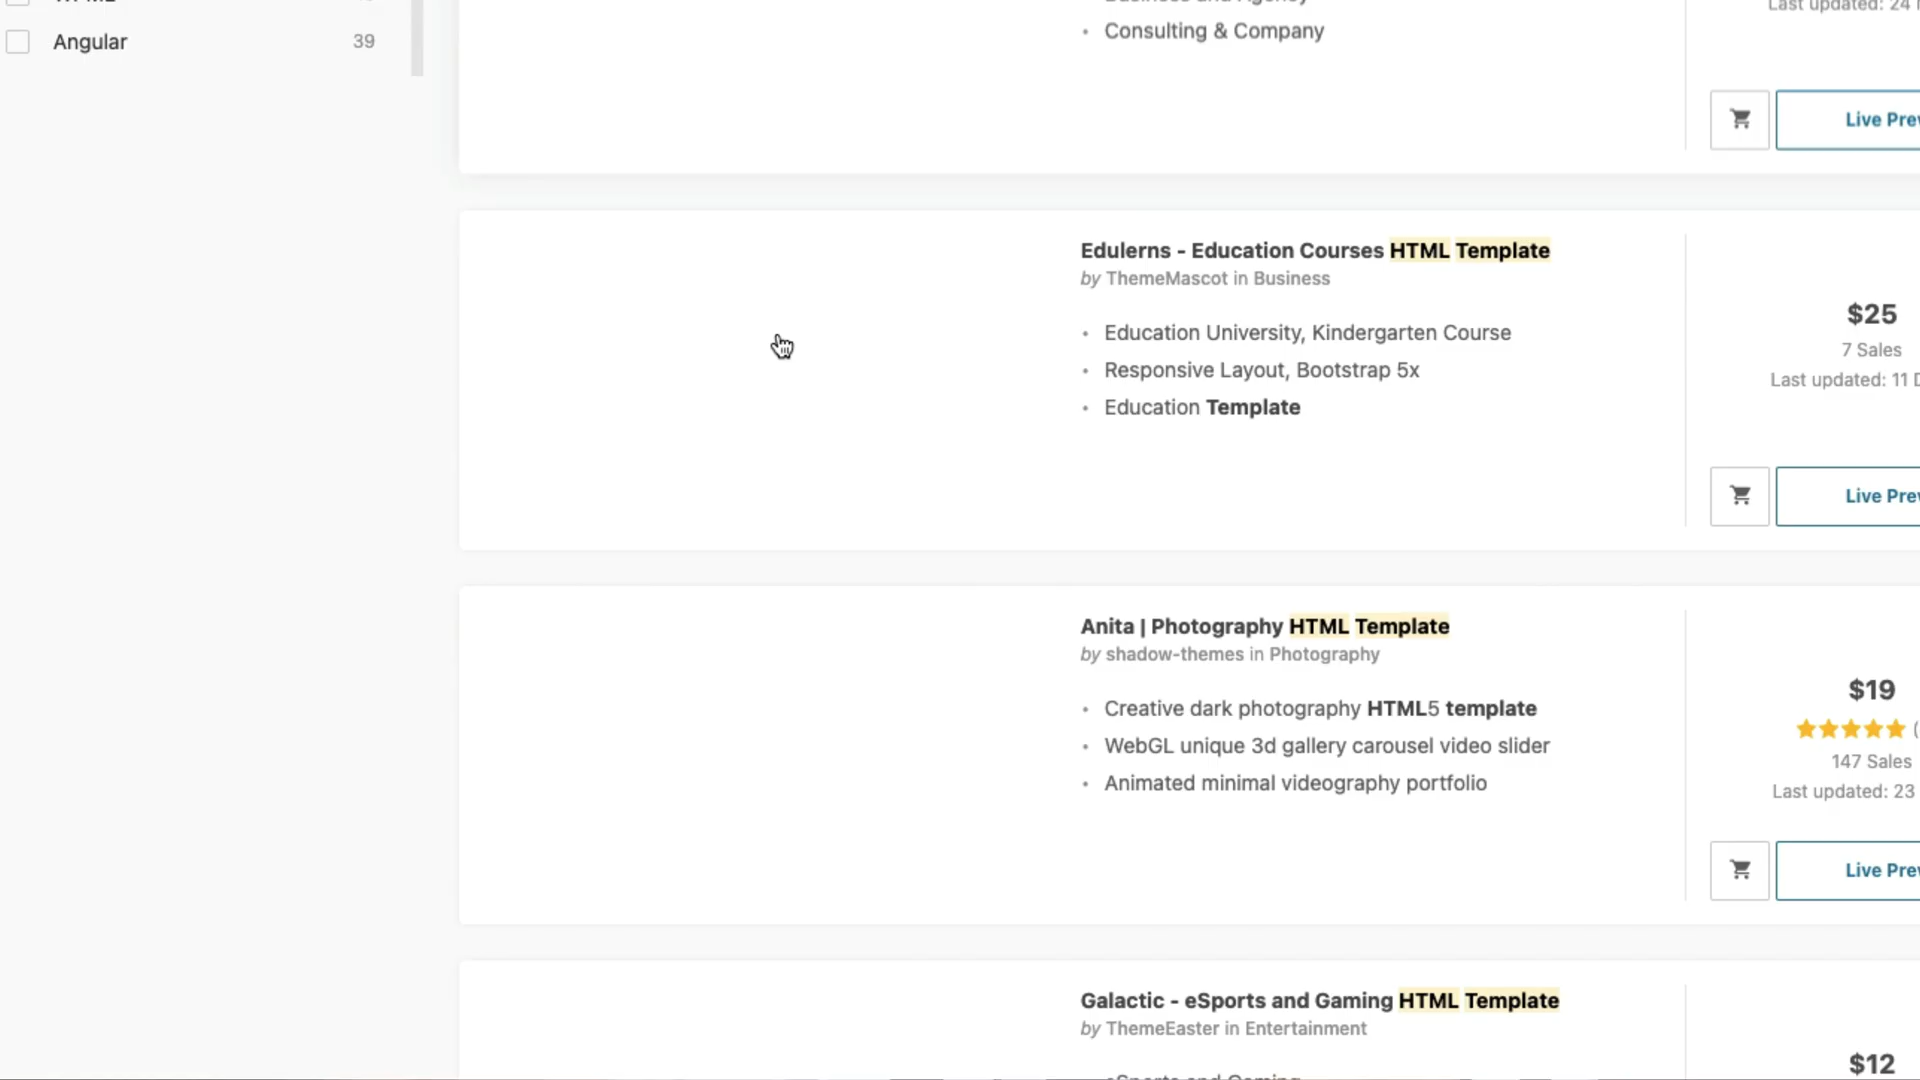 Angular 39
Consulting & Company
Live
Edulerns - Education Courses HTML Template
by ThemeMascot in Business
$25
Education University, Kindergarten Course
7 Sales
Responsive Layout, Bootstrap 5x
Last updated: 11
Education Template
Live
Anita | Photography HTML Template
by shadow-themes in Photography
$19
Creative dark photography HTML5 template
WebGL unique 3d gallery carousel video slider
147 Sales
Animated minimal videography portfolio
Last updated: 23
Live
Galactic - eSports and Gaming HTML Template
by ThemeEaster in Entertainment
$12